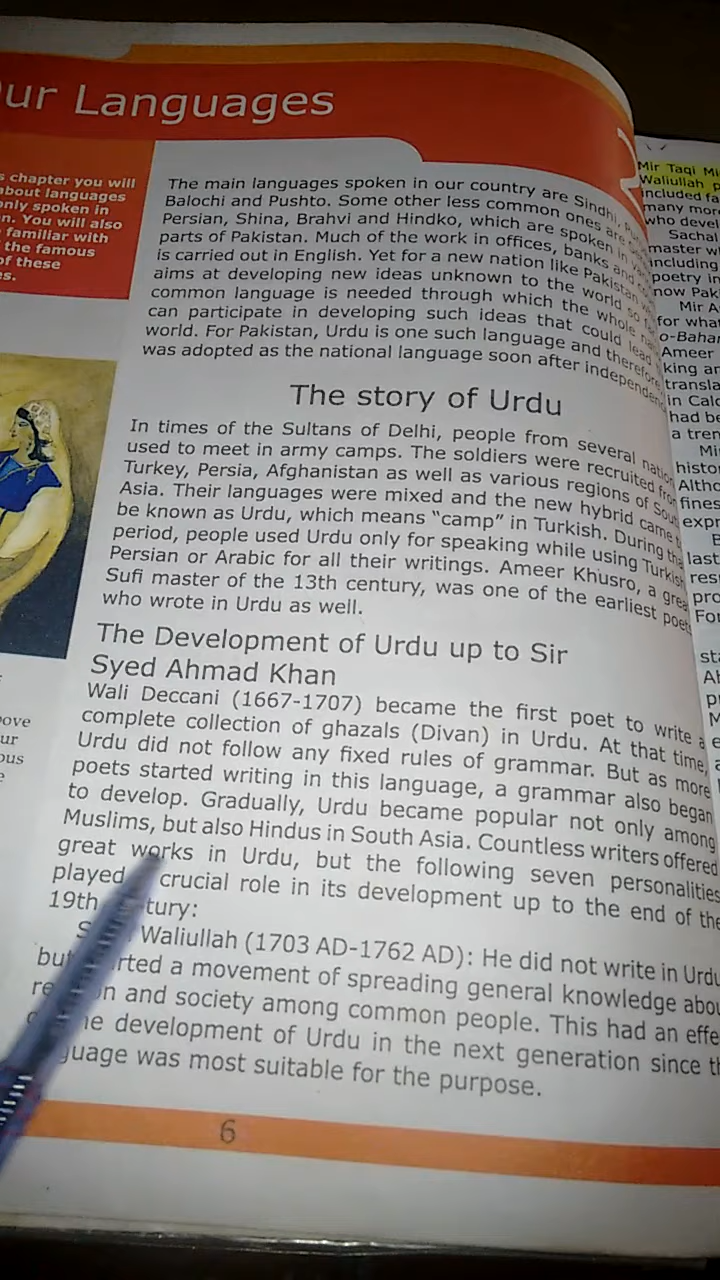 ur Languages
s chapter you will
about languages
only spoken in
n. You will also
familiar with
the famous
of these
s.
The main languages spoken in our country are Sindhi,
Balochi and Pushto. Some other less common ones are
Persian, Shina, Brahvi and Hindko, which are spoken in
parts of Pakistan. Much of the work in offices, banks and
is carried out in English. Yet for a new nation like Pakistan
aims at developing new ideas unknown to the world so
common language is needed through which the whole
can participate in developing such ideas that could lead
world. For Pakistan, Urdu is one such language and therefore
was adopted as the national language soon after independen
The story of Urdu
In times of the Sultans of Delhi, people from several natio
used to meet in army camps. The soldiers were recruited from
Turkey, Persia, Afghanistan as well as various regions of Sou
Asia. Their languages were mixed and the new hybrid came t
be known as Urdu, which means "camp" in Turkish. During tha
period, people used Urdu only for speaking while using Turkish
Persian or Arabic for all their writings. Ameer Khusro, a grea
Sufi master of the 13th century, was one of the earliest poets
who wrote in Urdu as well.
The Development of Urdu up to Sir
Syed Ahmad Khan
Wali Deccani (1667-1707) became the first poet to write a
complete collection of ghazals (Divan) in Urdu. At that time,
Urdu did not follow any fixed rules of grammar. But as more
poets started writing in this language, a grammar also began
to develop. Gradually, Urdu became popular not only among
Muslims, but also Hindus in South Asia. Countless writers offered
great works in Urdu, but the following seven personalities
played crucial role in its development up to the end of the
19th tury:
Waliullah (1703 AD-1762 AD): He did not write in Urdu
but rted a movement of spreading general knowledge abou
re n and society among common people. This had an effe
he development of Urdu in the next generation since th
guage was most suitable for the purpose.
6
ove
ur
ous
e
Mir Taqi Mi
Waliullah p
included fa
many mor
who devel
Sachal
master w
including
poetry in
now Pak
Mir A
for what
o-Bahar
Ameer
king ar
transla
in Calc
had be
a tren
Mi
histo
Altho
fines
expr
B
last
res
pro
Fo
sta
A
p
M
e